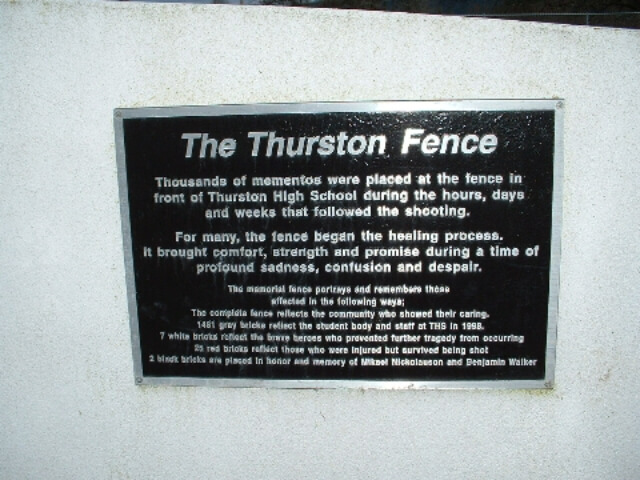 The Thurston Fence
Thousands of mementos were placed at the fence in
front of Thurston High School during the hours, days
and weeks that followed the shooting.
For many, the fence began the healing process.
It brought comfort, strength and promise during a time of
profound sadness, confusion and despair.
The memorial fence portrays and remembers those
affected in the following ways;
The complete fence reflects the community who showed their caring.
1461 gray bricks reflect the student body and staff at THS in 1998.
7 white bricks reflect the brave heroes who prevented further tragedy from occurring
25 red bricks reflect those who were injured but survived being shot
2 black bricks are placed in honor and memory of Mikael Nickolauson and Benjamin Walker